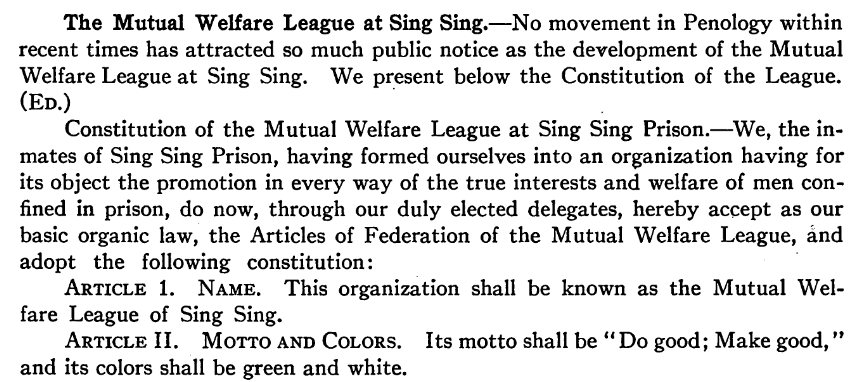 The Mutual Welfare League at Sing Sing.—No movement in Penology within
recent times has attracted so much public notice as the development of the Mutual
Welfare League at Sing Sing. We present below the Constitution of the League.
(ED.)
Constitution of the Mutual Welfare League at Sing Sing Prison.—We, the in-
mates of Sing Sing Prison, having formed ourselves into an organization having for
its object the promotion in every way of the true interests and welfare of men con-
fined in prison, do now, through our duly elected delegates, hereby accept as our
basic organic law, the Articles of Federation of the Mutual Welfare League, and
adopt the following constitution:
ARTICLE 1. NAME. This organization shall be known as the Mutual Wel-
fare League of Sing Sing.
ARTICLE II. MOTTO AND COLORS. Its motto shall be "Do good; Make good,"
and its colors shall be green and white.